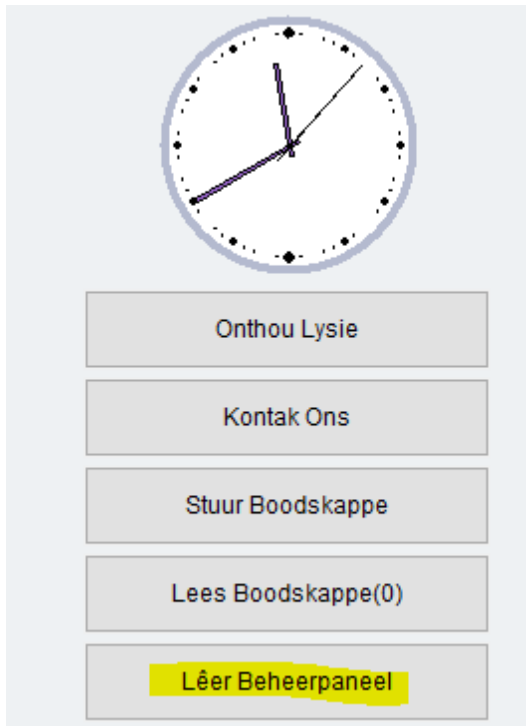 Onthou Lysie
Kontak Ons
Stuur Boodskappe
Lees Boodskappe(0)
Lêer Beheerpaneel